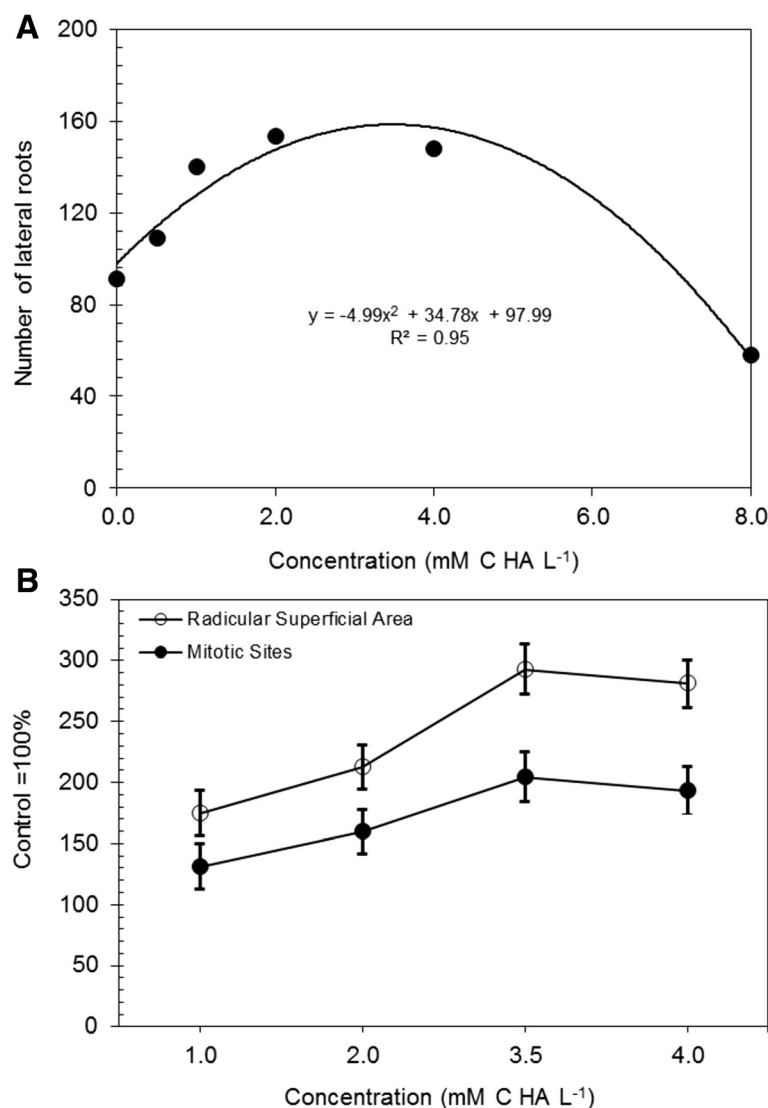 A
200
160
120
80
40
0
Number of lateral roots
y = -4.99x² + 34.78x + 97.99
R² = 0.95
0.0 2.0 4.0 6.0 8.0
Concentration (mM C HA L⁻¹)
B
350
300
250
200
150
100
50
0
Control =100%
Radicular Superficial Area
Mitotic Sites
1.0 2.0 3.5 4.0
Concentration (mM C HA L⁻¹)